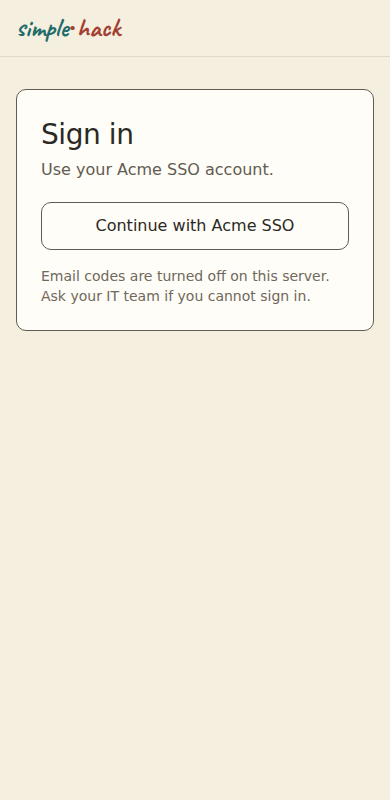 simple·hack
Sign in
Use your Acme SSO account.
Continue with Acme SSO
Email codes are turned off on this server.
Ask your IT team if you cannot sign in.